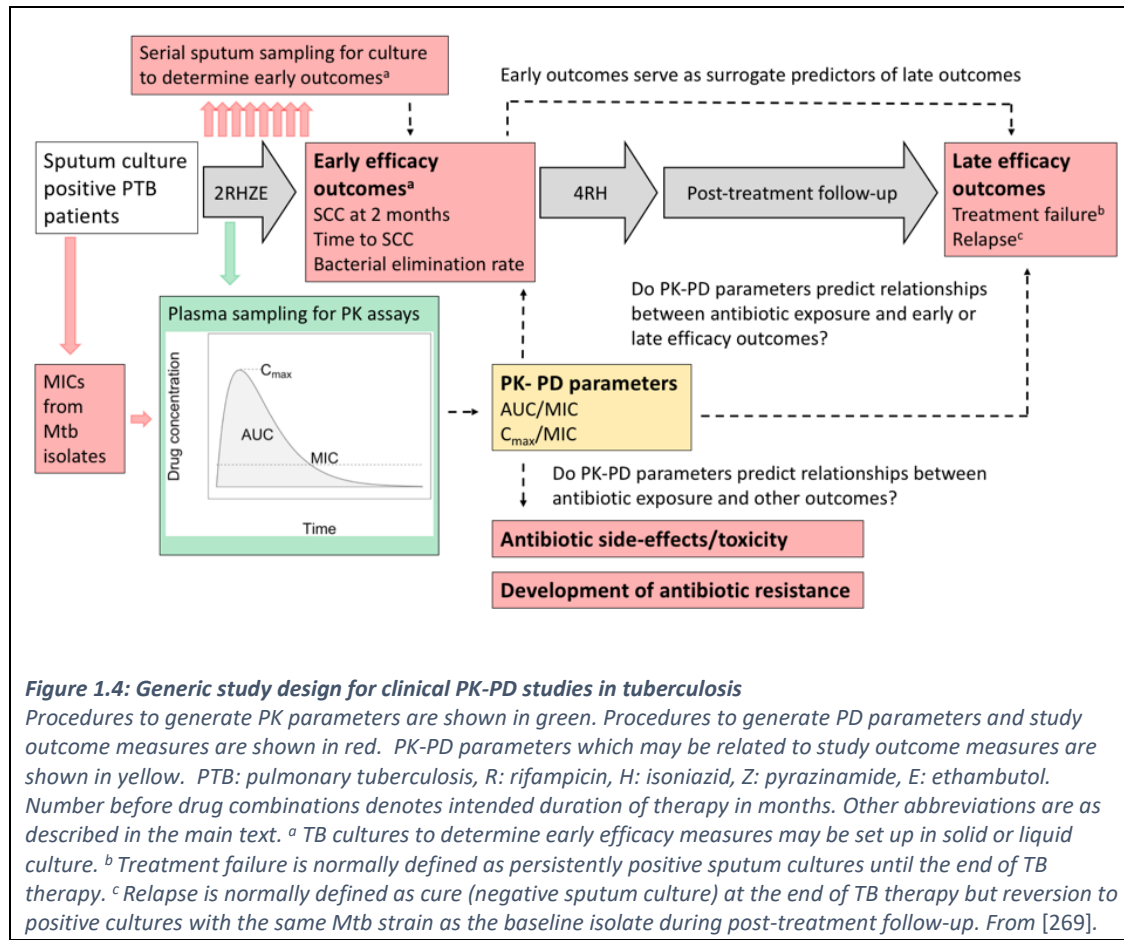 Serial sputum sampling for culture
to determine early outcomesᵃ
Early outcomes serve as surrogate predictors of late outcomes
Sputum culture
positive PTB
patients
2RHZE
Early efficacy
outcomesᵃ
SCC at 2 months
Time to SCC
Bacterial elimination rate
4RH
Post-treatment follow-up
Late efficacy
outcomes
Treatment failureᵇ
Relapseᶜ
Plasma sampling for PK assays
Drug concentration
Cmax
AUC
MIC
Time
MICs
from
Mtb
isolates
Do PK-PD parameters predict relationships
between antibiotic exposure and early or
late efficacy outcomes?
PK- PD parameters
AUC/MIC
Cmax/MIC
Do PK-PD parameters predict relationships between
antibiotic exposure and other outcomes?
Antibiotic side-effects/toxicity
Development of antibiotic resistance
Figure 1.4: Generic study design for clinical PK-PD studies in tuberculosis
Procedures to generate PK parameters are shown in green. Procedures to generate PD parameters and study
outcome measures are shown in red.  PK-PD parameters which may be related to study outcome measures are
shown in yellow.  PTB: pulmonary tuberculosis, R: rifampicin, H: isoniazid, Z: pyrazinamide, E: ethambutol.
Number before drug combinations denotes intended duration of therapy in months. Other abbreviations are as
described in the main text. ᵃ TB cultures to determine early efficacy measures may be set up in solid or liquid
culture. ᵇ Treatment failure is normally defined as persistently positive sputum cultures until the end of TB
therapy. ᶜ Relapse is normally defined as cure (negative sputum culture) at the end of TB therapy but reversion to
positive cultures with the same Mtb strain as the baseline isolate during post-treatment follow-up. From [269].